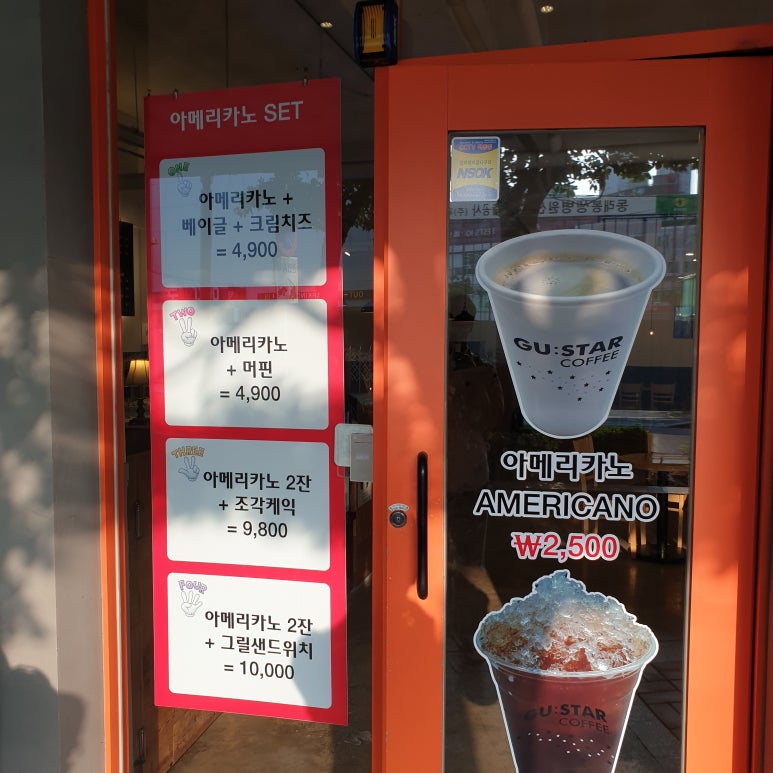 아메리카노 SET
ONE
아메리카노 +
베이글 + 크림치즈
= 4,900
TWO
아메리카노
+ 머핀
= 4,900
THREE
아메리카노 2잔
+ 조각케익
= 9,800
FOUR
아메리카노 2잔
+ 그릴샌드위치
= 10,000
NSOK
GU:STAR
COFFEE
아메리카노
AMERICANO
₩2,500
GU:STAR
COFFEE